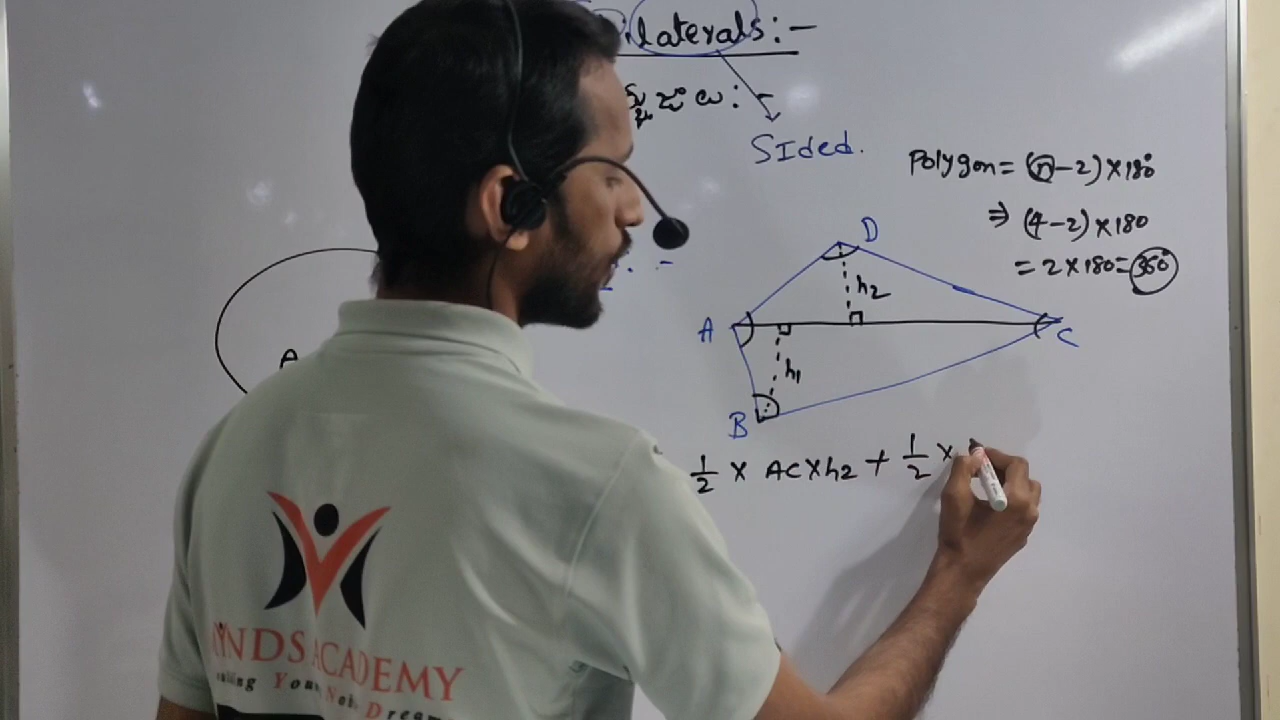 laterals:-
SIded.
Polygon = (n-2)×180°
⇒ (4-2)×180
= 2×180= 360°
D
h2
A
C
h1
B
A
1/2 × AC×h2 + 1/2 ×
ACADEMY